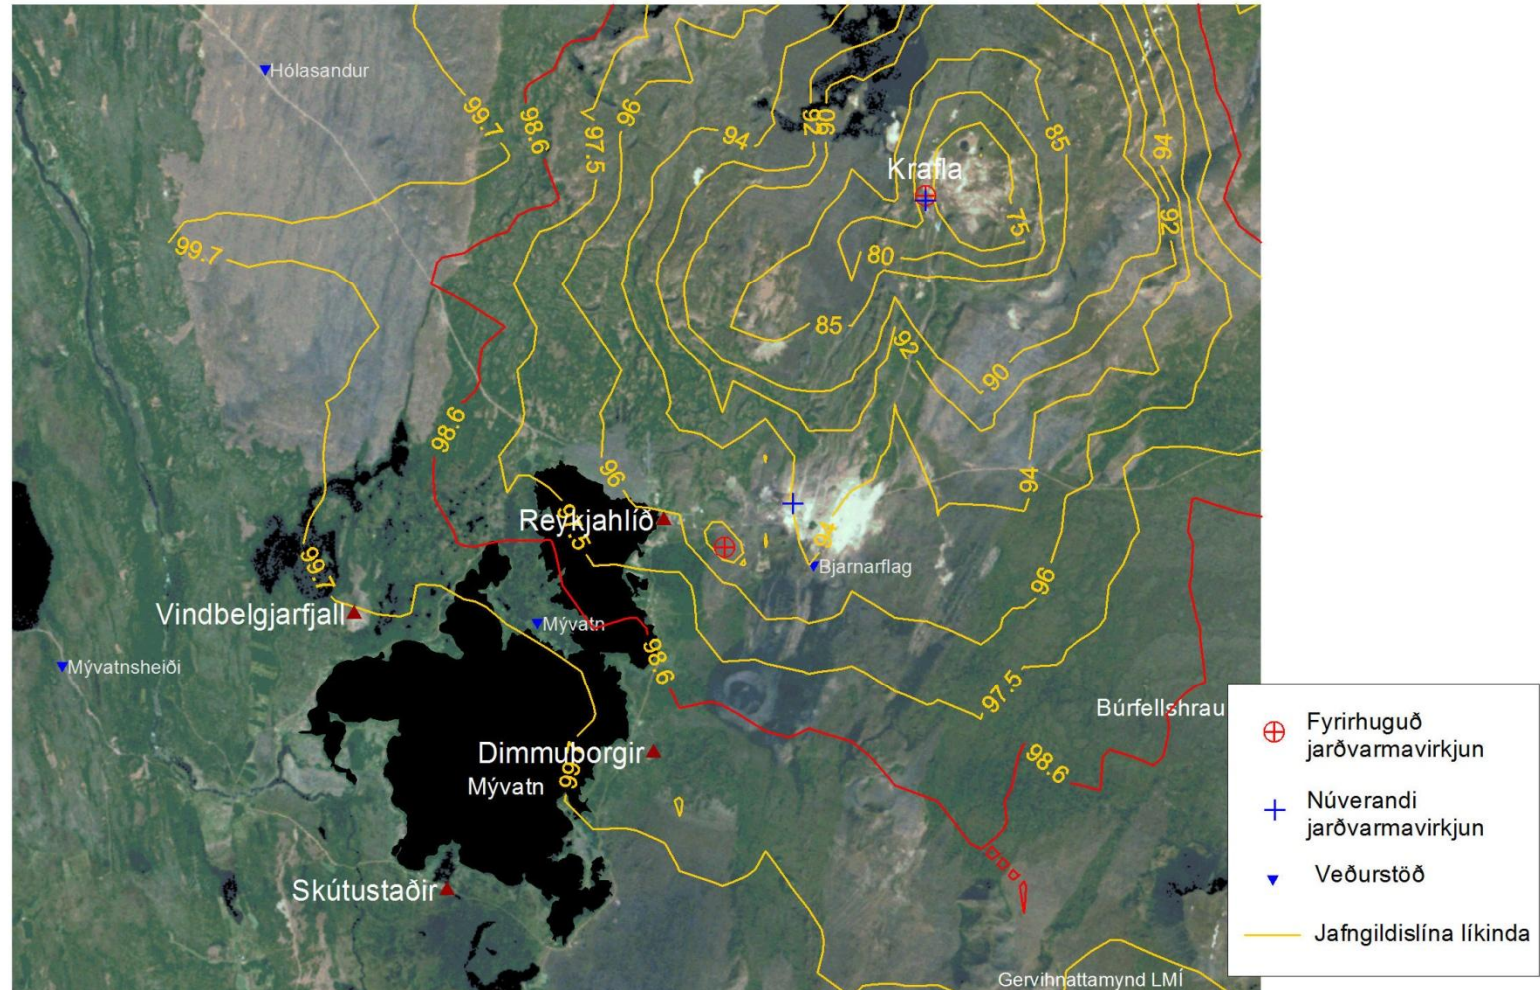 Hólasandur
99.7
98.6
97.5
96
94
92
90
85
94
Krafla
99.7
75
92
80
85
92
90
98.6
96
94
Reykjahlíð
97.5
94
Bjarnarflag
99.7
96
Vindbelgjarfjall
Mývatn
Mývatnsheiði
98.6
97.5
Búrfellshrau
Dimmuborgir
98.6
Mývatn
99.7
Skútustaðir
Gervihnattamynd LMÍ
Fyrirhuguð
jarðvarmavirkjun
Núverandi
jarðvarmavirkjun
Veðurstöð
Jafngildislína líkinda